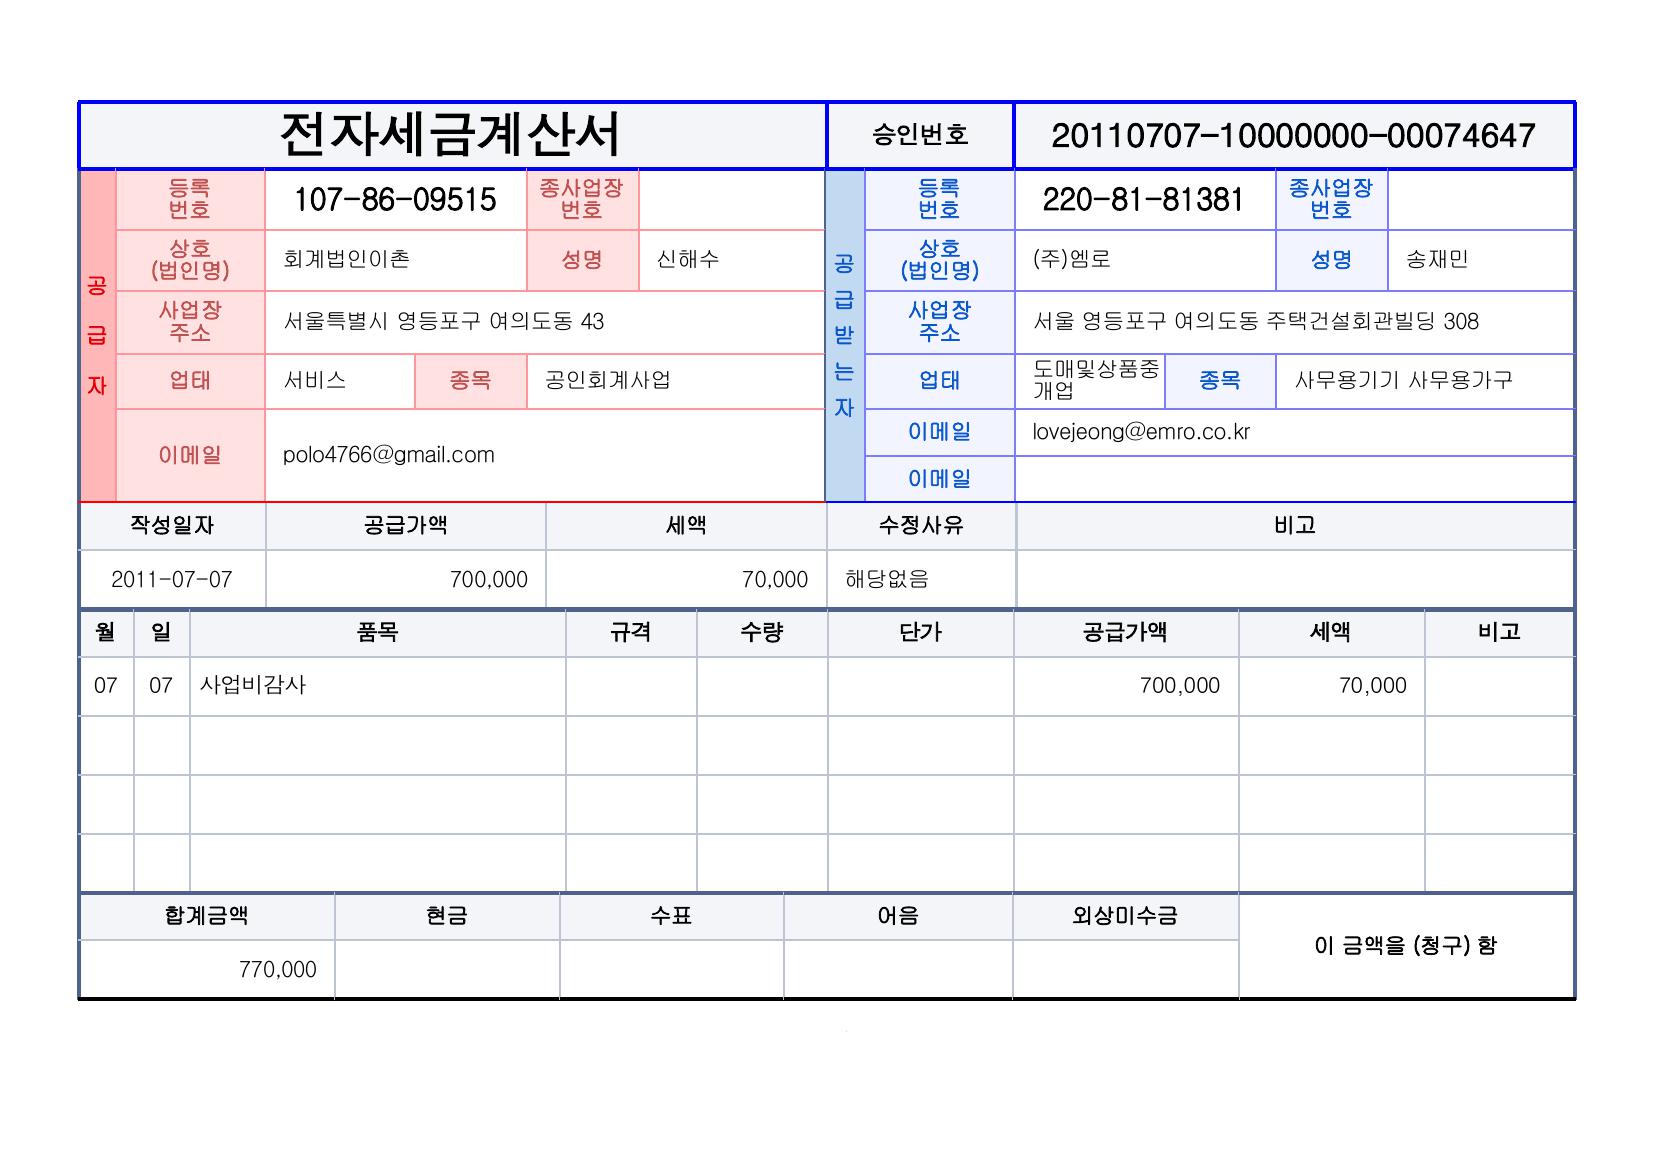 전자세금계산서 승인번호 20110707-10000000-00074647
공급자
등록번호 107-86-09515 종사업장번호
상호(법인명) 회계법인이촌 성명 신해수
사업장주소 서울특별시 영등포구 여의도동 43
업태 서비스 종목 공인회계사업
이메일 polo4766@gmail.com
공급받는자
등록번호 220-81-81381 종사업장번호
상호(법인명) (주)엠로 성명 송재민
사업장주소 서울 영등포구 여의도동 주택건설회관빌딩 308
업태 도매및상품중개업 종목 사무용기기 사무용가구
이메일 lovejeong@emro.co.kr
이메일
작성일자 공급가액 세액 수정사유 비고
2011-07-07 700,000 70,000 해당없음
월 일 품목 규격 수량 단가 공급가액 세액 비고
07 07 사업비감사 700,000 70,000
합계금액 현금 수표 어음 외상미수금 이 금액을 (청구) 함
770,000